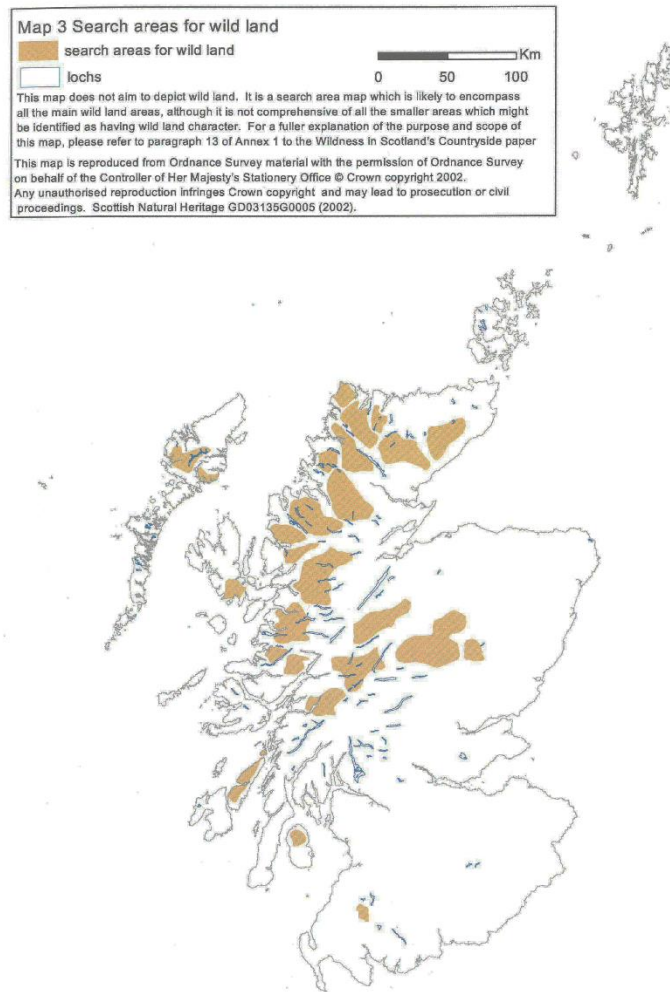 Map 3 Search areas for wild land
search areas for wild land
lochs
Km
0 50 100
This map does not aim to depict wild land. It is a search area map which is likely to encompass
all the main wild land areas, although it is not comprehensive of all the smaller areas which might
be identified as having wild land character. For a fuller explanation of the purpose and scope of
this map, please refer to paragraph 13 of Annex 1 to the Wildness in Scotland's Countryside paper
This map is reproduced from Ordnance Survey material with the permission of Ordnance Survey
on behalf of the Controller of Her Majesty's Stationery Office © Crown copyright 2002.
Any unauthorised reproduction infringes Crown copyright and may lead to prosecution or civil
proceedings. Scottish Natural Heritage GD03135G0005 (2002).